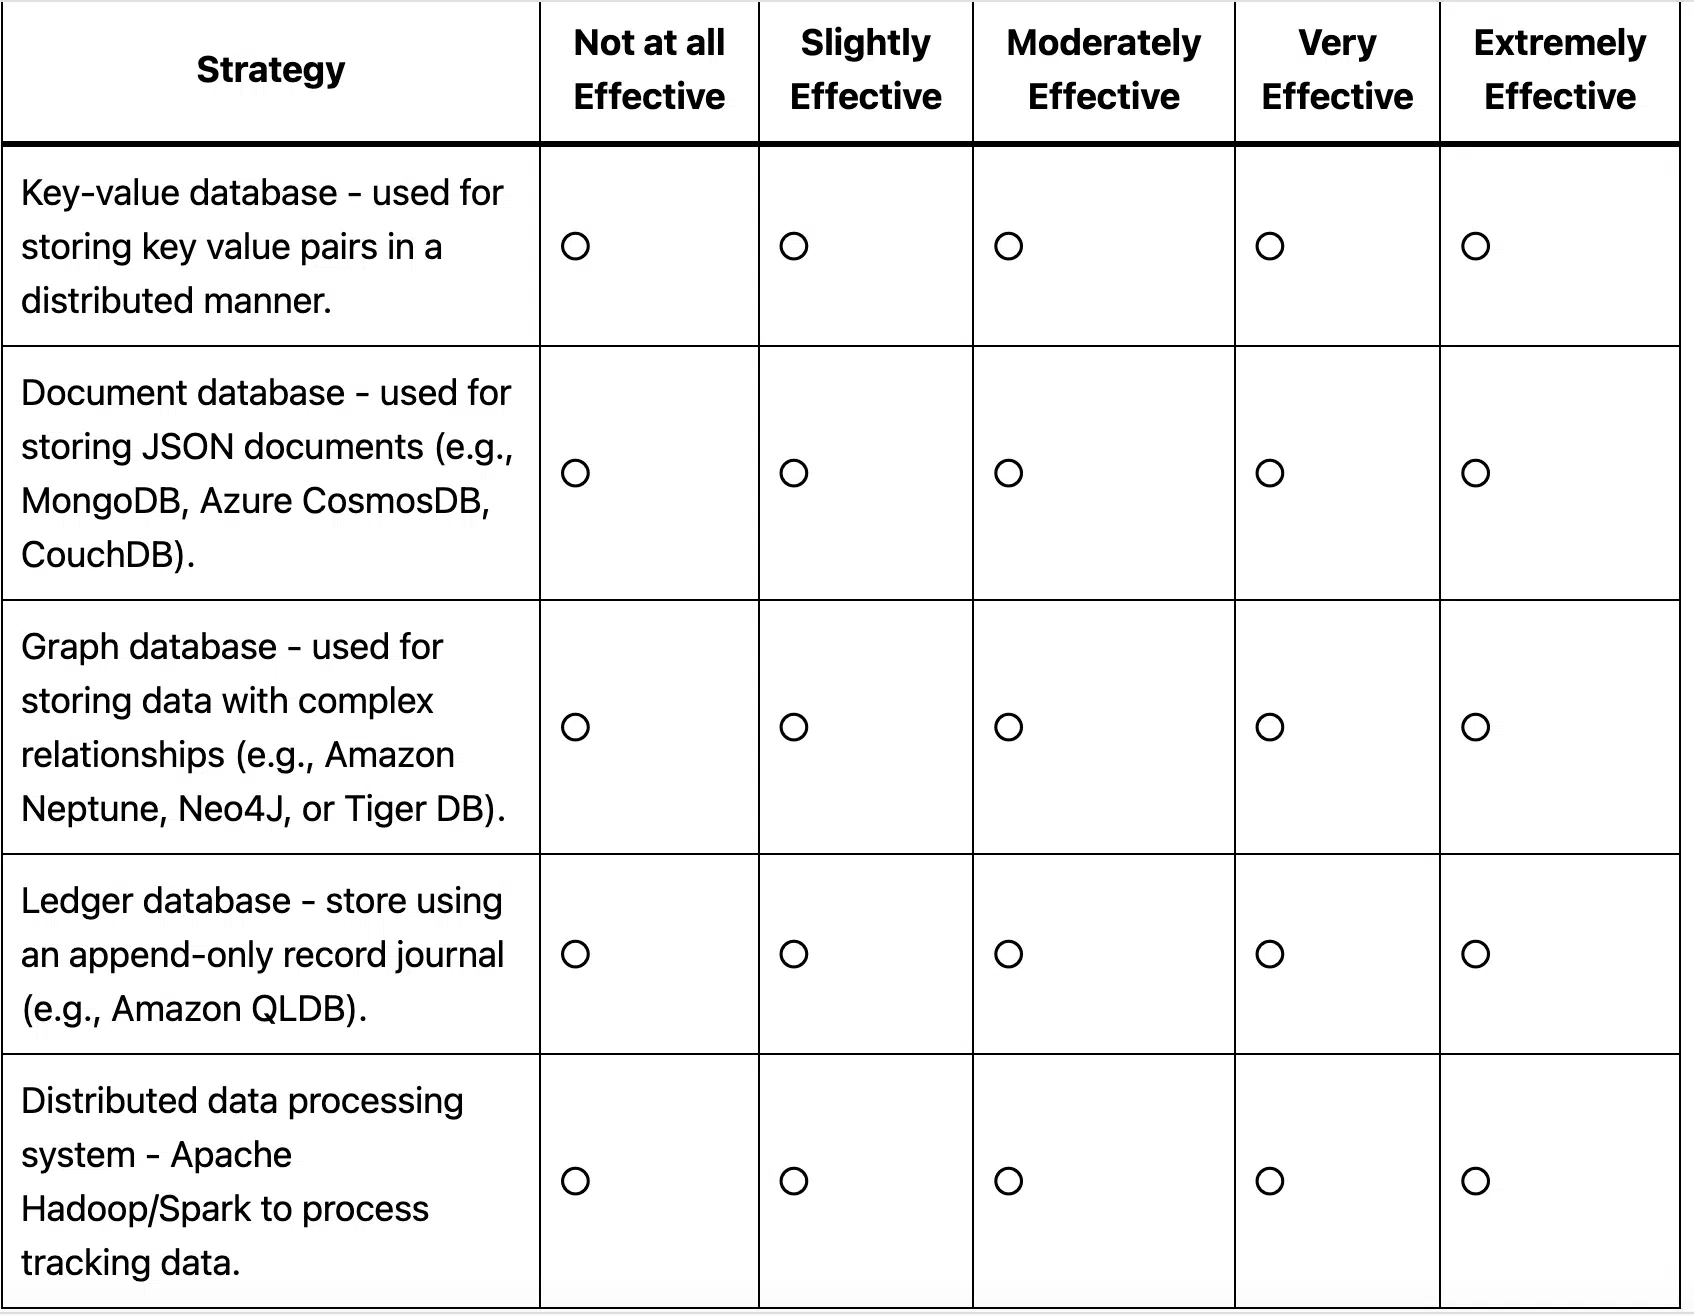 Strategy
Not at all
Effective
Slightly
Effective
Moderately
Effective
Very
Effective
Extremely
Effective
Key-value database - used for
storing key value pairs in a
distributed manner.
Document database - used for
storing JSON documents (e.g.,
MongoDB, Azure CosmosDB,
CouchDB).
Graph database - used for
storing data with complex
relationships (e.g., Amazon
Neptune, Neo4J, or Tiger DB).
Ledger database - store using
an append-only record journal
(e.g., Amazon QLDB).
Distributed data processing
system - Apache
Hadoop/Spark to process
tracking data.